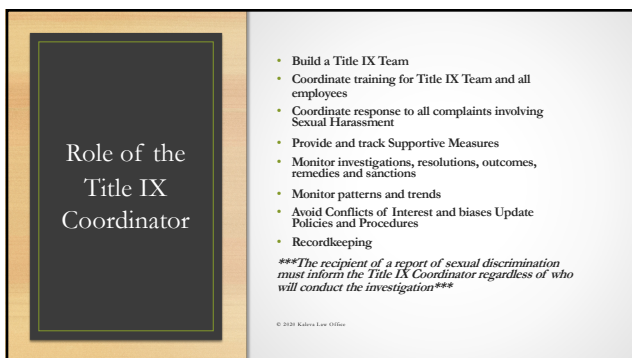 Role of the
Title IX
Coordinator
• Build a Title IX Team
• Coordinate training for Title IX Team and all
employees
• Coordinate response to all complaints involving
Sexual Harassment
• Provide and track Supportive Measures
• Monitor investigations, resolutions, outcomes,
remedies and sanctions
• Monitor patterns and trends
• Avoid Conflicts of Interest and biases Update
Policies and Procedures
• Recordkeeping
***The recipient of a report of sexual discrimination
must inform the Title IX Coordinator regardless of who
will conduct the investigation***
© 2020 Kaleva Law Office